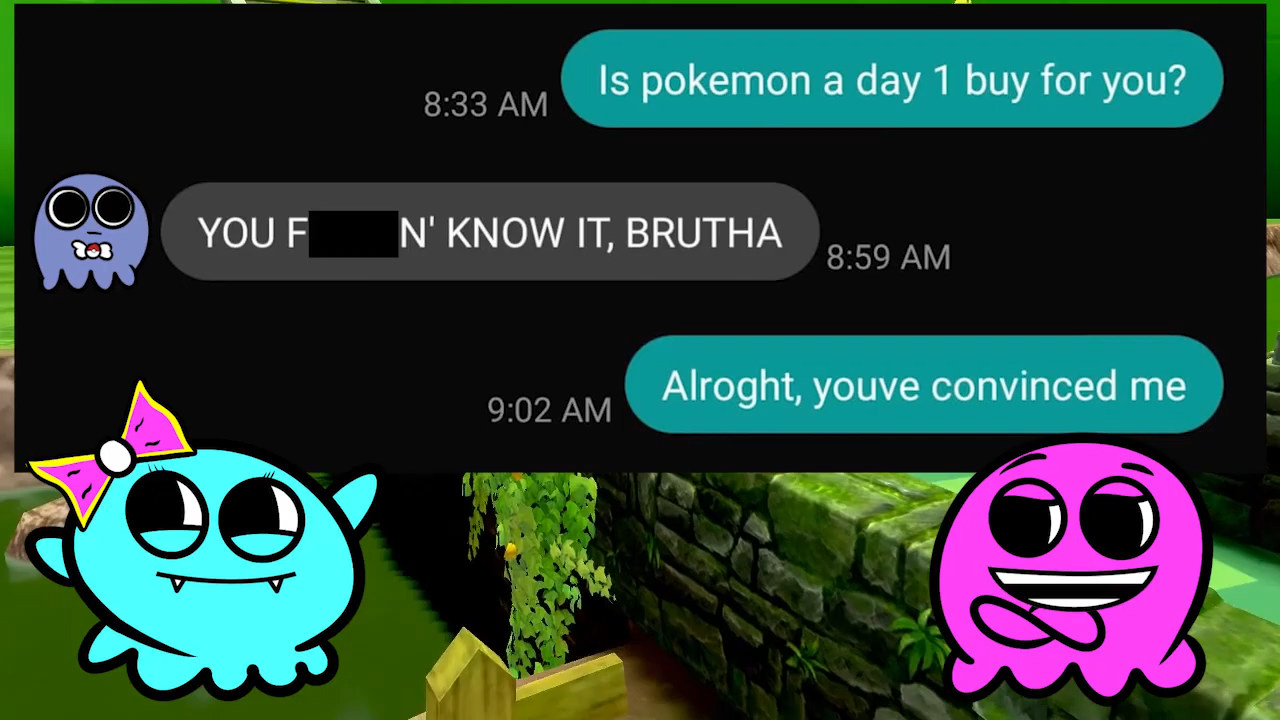 Is pokemon a day 1 buy for you?
8:33 AM
YOU F N' KNOW IT, BRUTHA
8:59 AM
Alroght, youve convinced me
9:02 AM